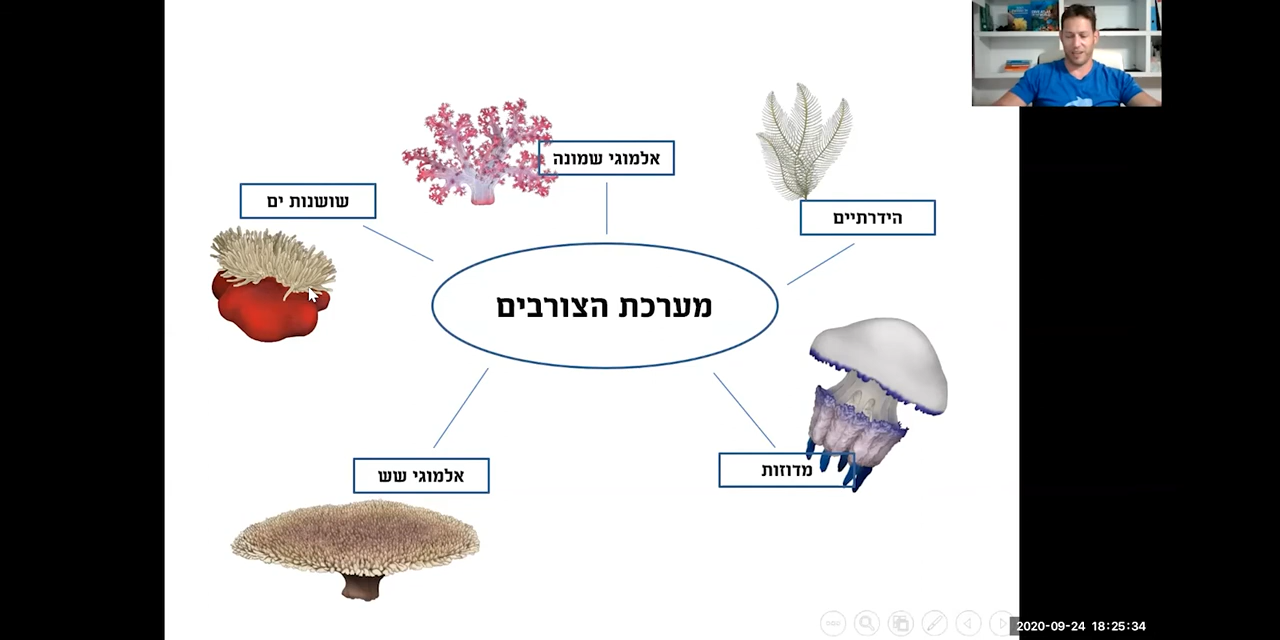 אלמוגי שמונה
שושנות ים
הידרתיים
מערכת הצורבים
מדוזות
אלמוגי שש
2020-09-24 18:25:34